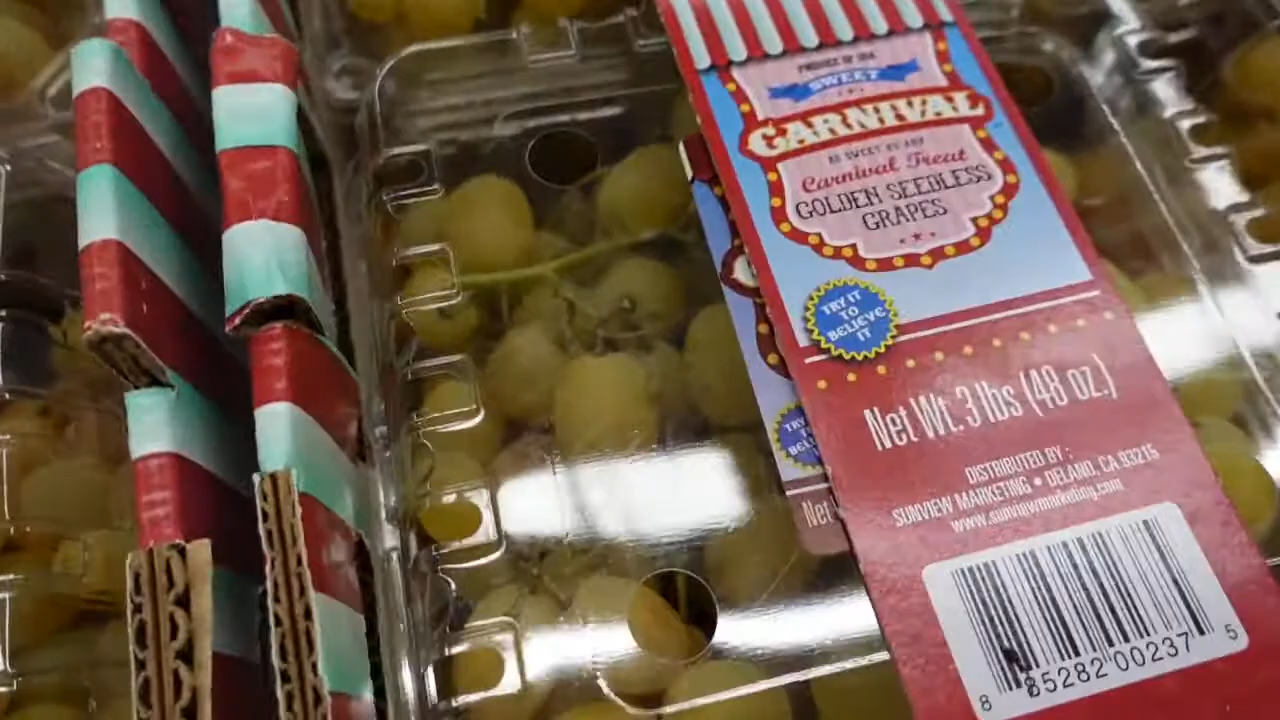 PRODUCE OF USA
SWEET
CARNIVAL
AS SWEET AS ANY
Carnival Treat
GOLDEN SEEDLESS
GRAPES
TRY IT
TO
BELIEVE
IT
Net Wt. 3 lbs (48 oz.)
DISTRIBUTED BY:
SUNVIEW MARKETING • DELANO, CA 93215
www.sunviewmarketing.com
8 85282 00237 5
TRY
Net